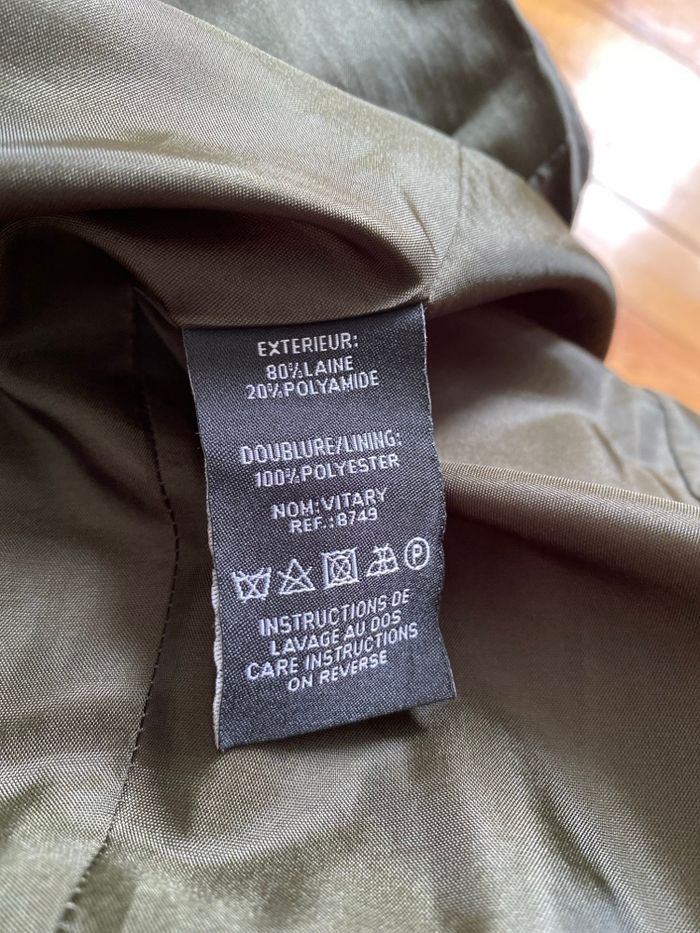 EXTERIEUR:
80%LAINE
20%POLYAMIDE
DOUBLURE/LINING:
100%POLYESTER
NOM:VITARY
REF.:8749
P
INSTRUCTIONS DE
LAVAGE AU DOS
CARE INSTRUCTIONS
ON REVERSE